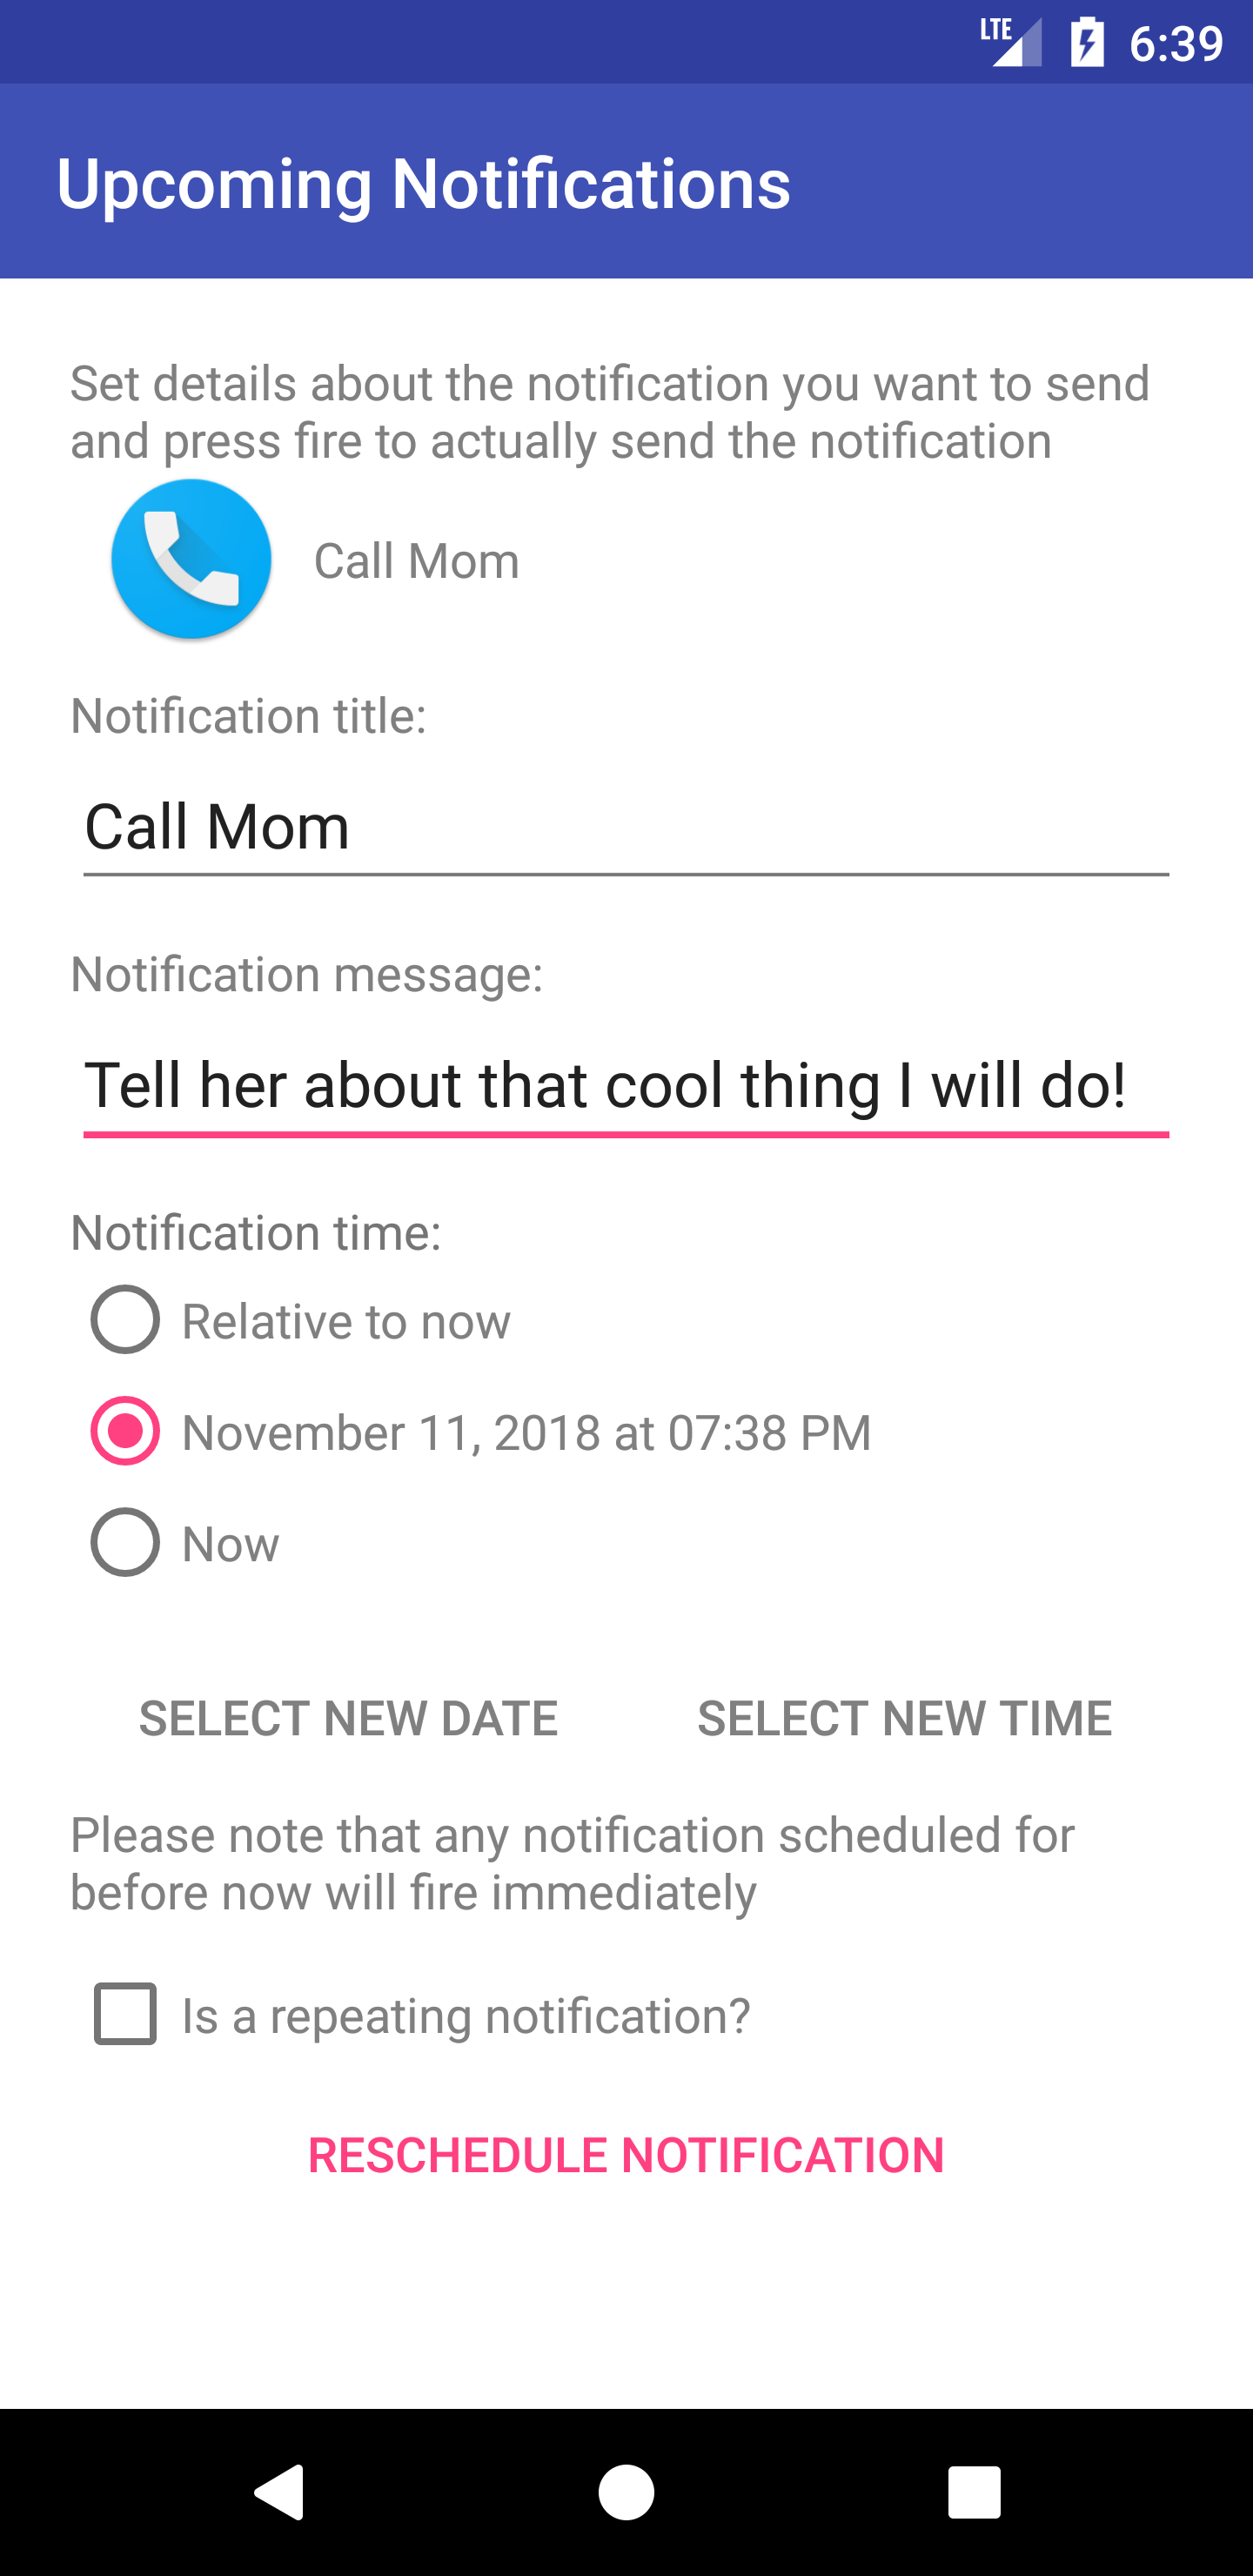 LTE 6:39
Upcoming Notifications
Set details about the notification you want to send
and press fire to actually send the notification
Call Mom
Notification title:
Call Mom
Notification message:
Tell her about that cool thing I will do!
Notification time:
Relative to now
November 11, 2018 at 07:38 PM
Now
SELECT NEW DATE SELECT NEW TIME
Please note that any notification scheduled for
before now will fire immediately
Is a repeating notification?
RESCHEDULE NOTIFICATION